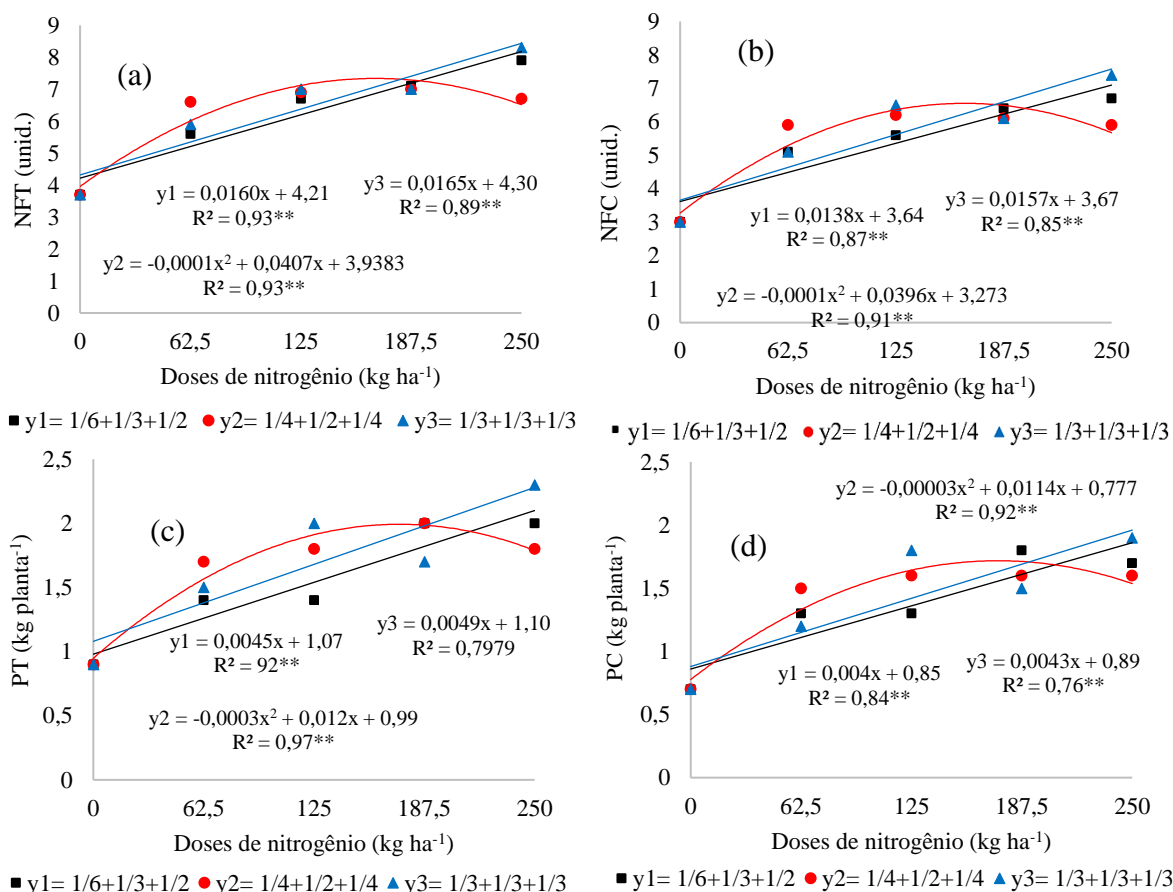 9
8
7
6
5
4
3
2
1
0
NFT (unid.)
(a)
y1 = 0,0160x + 4,21
R² = 0,93**
y3 = 0,0165x + 4,30
R² = 0,89**
y2 = -0,0001x² + 0,0407x + 3,9383
R² = 0,93**
0 62,5 125 187,5 250
Doses de nitrogênio (kg ha⁻¹)
y1= 1/6+1/3+1/2 y2= 1/4+1/2+1/4 y3= 1/3+1/3+1/3
9
8
7
6
5
4
3
2
1
0
NFC (unid.)
(b)
y1 = 0,0138x + 3,64
R² = 0,87**
y3 = 0,0157x + 3,67
R² = 0,85**
y2 = -0,0001x² + 0,0396x + 3,273
R² = 0,91**
0 62,5 125 187,5 250
Doses de nitrogênio (kg ha⁻¹)
y1= 1/6+1/3+1/2 y2= 1/4+1/2+1/4 y3= 1/3+1/3+1/3
2,5
2
1,5
1
0,5
0
PT (kg planta⁻¹)
(c)
y1 = 0,0045x + 1,07
R² = 92**
y3 = 0,0049x + 1,10
R² = 0,7979
y2 = -0,0003x² + 0,012x + 0,99
R² = 0,97**
0 62,5 125 187,5 250
Doses de nitrogênio (kg ha⁻¹)
y1= 1/6+1/3+1/2 y2= 1/4+1/2+1/4 y3= 1/3+1/3+1/3
2,5
2
1,5
1
0,5
0
PC (kg planta⁻¹)
y2 = -0,00003x² + 0,0114x + 0,777
R² = 0,92**
(d)
y1 = 0,004x + 0,85
R² = 0,84**
y3 = 0,0043x + 0,89
R² = 0,76**
0 62,5 125 187,5 250
Doses de nitrogênio (kg ha⁻¹)
y1= 1/6+1/3+1/2 y2= 1/4+1/2+1/4 y3= 1/3+1/3+1/3